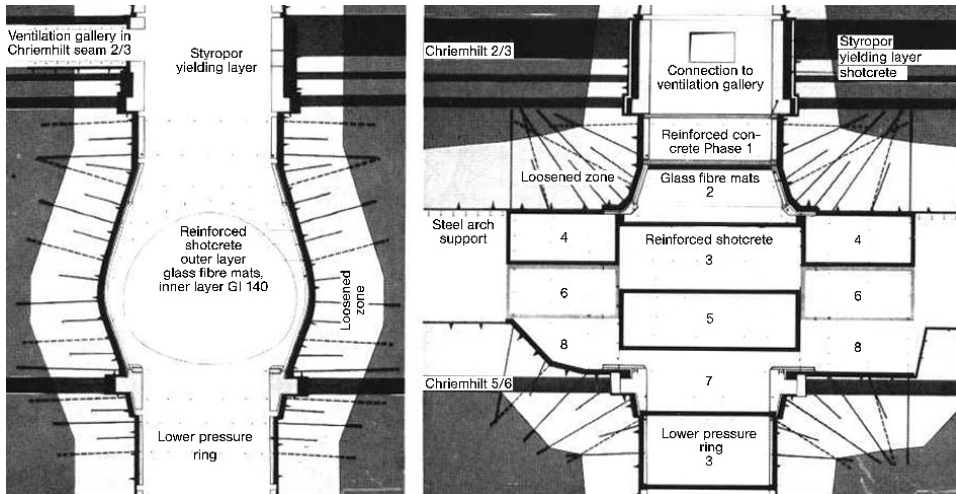 Ventilation gallery in
Chriemhilt seam 2/3
Styropor
yielding layer
Reinforced
shotcrete
outer layer
glass fibre mats,
inner layer GI 140
Loosened
zone
Lower pressure
ring
Chriemhilt 2/3
Connection to
ventilation gallery
Styropor
yielding layer
shotcrete
Reinforced con-
crete Phase 1
Loosened zone
Glass fibre mats
2
Steel arch
support
4
Reinforced shotcrete
3
4
6
5
6
8
8
7
Chriemhilt 5/6
Lower pressure
ring
3